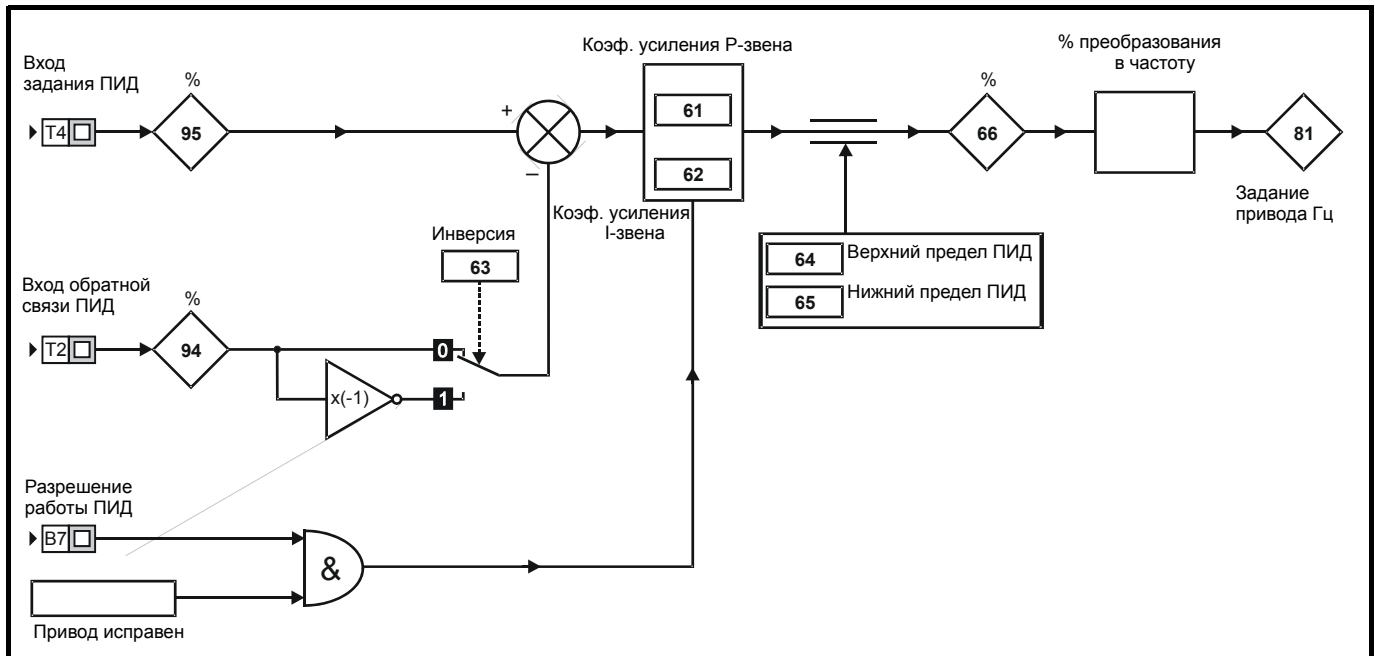 Вход
задания ПИД
%
T4
95
+
–
Коэф. усиления P-звена
61
62
Коэф. усиления
I-звена
%
66
% преобразования
в частоту
81
Задание
привода Гц
64
Верхний предел ПИД
65
Нижний предел ПИД
Инверсия
63
Вход обратной
связи ПИД
%
T2
94
0
x(-1)
1
Разрешение
работы ПИД
B7
&
Привод исправен